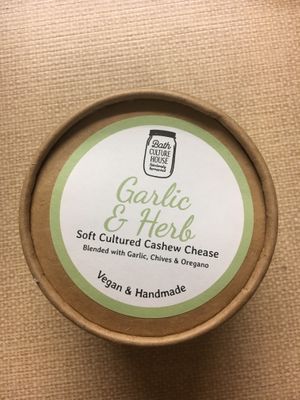 Bath
CULTURE
HOUSE
Garlic
& Herb
Soft Cultured Cashew Chease
Blended with Garlic, Chives & Oregano
Vegan & Handmade